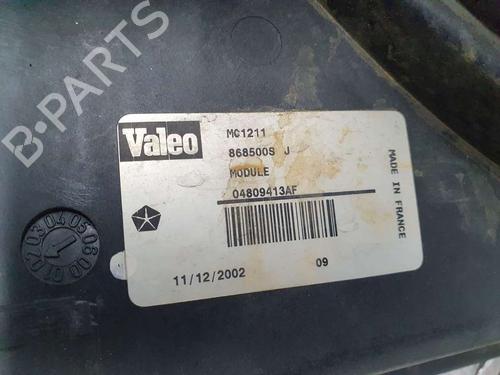 B-PARTS
Valeo
MC1211
868500S J
MODULE
04809413AF
MADE IN FRANCE
11/12/2002
09